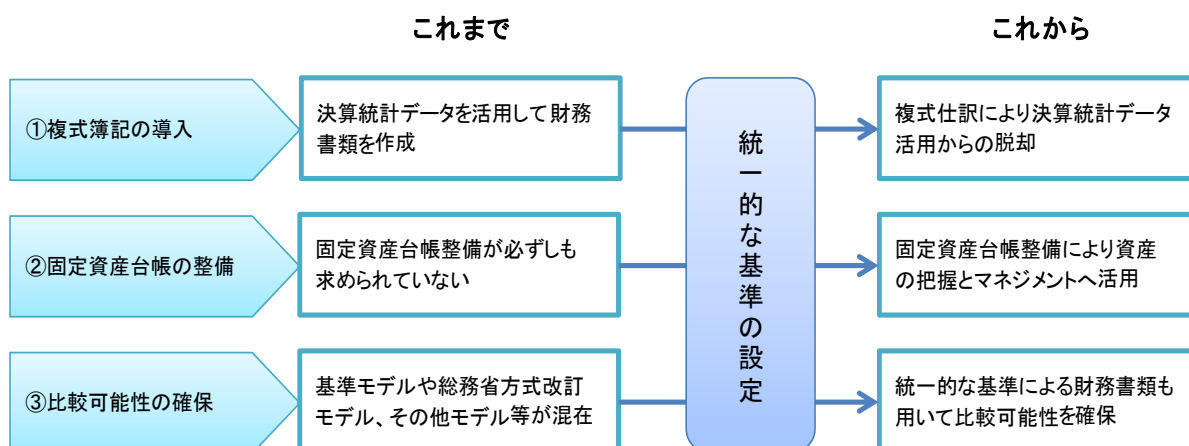 これまで
これから
①複式簿記の導入
決算統計データを活用して財務
書類を作成
複式仕訳により決算統計データ
活用からの脱却
統一的な基準の設定
②固定資産台帳の整備
固定資産台帳整備が必ずしも
求められていない
固定資産台帳整備により資産
の把握とマネジメントへ活用
③比較可能性の確保
基準モデルや総務省方式改訂
モデル、その他モデル等が混在
統一的な基準による財務書類も
用いて比較可能性を確保